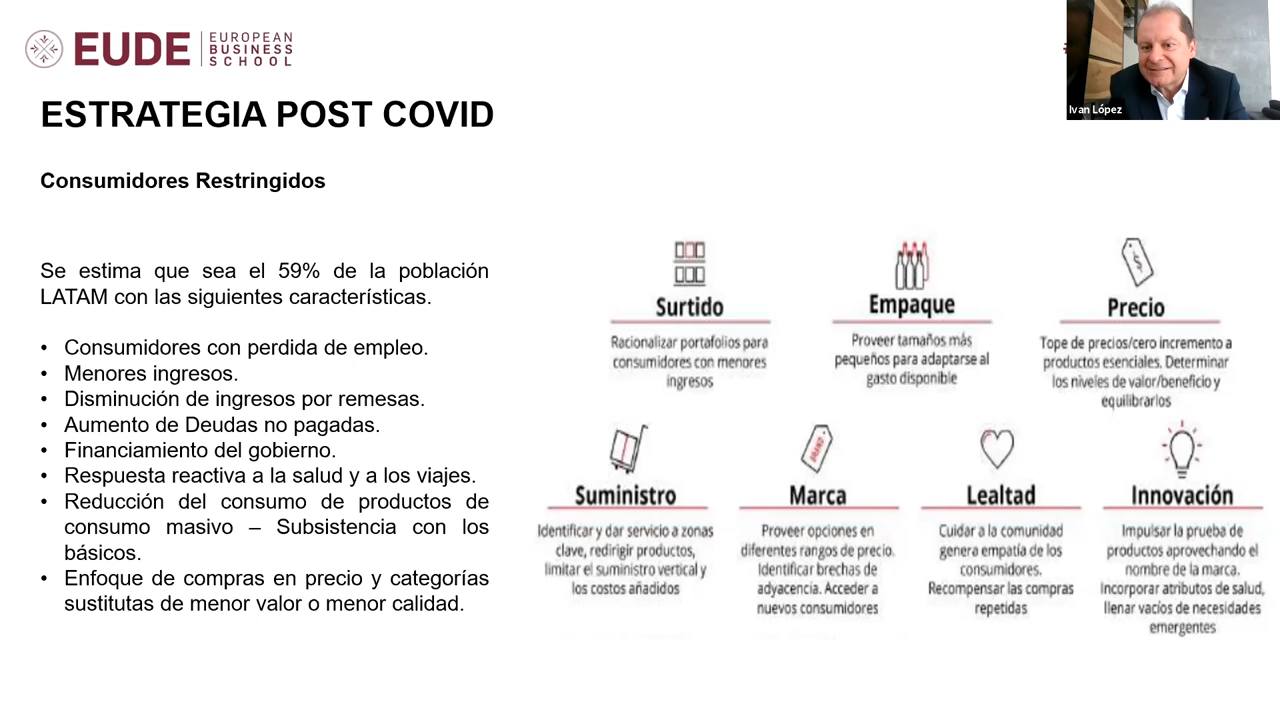 EUDE
EUROPEAN
BUSINESS
SCHOOL
Ivan López
ESTRATEGIA POST COVID
Consumidores Restringidos
Se estima que sea el 59% de la población
LATAM con las siguientes características.
• Consumidores con perdida de empleo.
• Menores ingresos.
• Disminución de ingresos por remesas.
• Aumento de Deudas no pagadas.
• Financiamiento del gobierno.
• Respuesta reactiva a la salud y a los viajes.
• Reducción del consumo de productos de
consumo masivo – Subsistencia con los
básicos.
• Enfoque de compras en precio y categorías
sustitutas de menor valor o menor calidad.
Surtido
Racionalizar portafolios para
consumidores con menores
ingresos
Empaque
Proveer tamaños más
pequeños para adaptarse al
gasto disponible
$
Precio
Tope de precios/cero incremento a
productos esenciales. Determinar
los niveles de valor/beneficio y
equilibrarlos
Suministro
Identificar y dar servicio a zonas
clave, redirigir productos,
limitar el suministro vertical y
los costos añadidos
BRAND
Marca
Proveer opciones en
diferentes rangos de precio.
Identificar brechas de
adyacencia. Acceder a
nuevos consumidores
Lealtad
Cuidar a la comunidad
genera empatía de los
consumidores.
Recompensar las compras
repetidas
Innovación
Impulsar la prueba de
productos aprovechando el
nombre de la marca.
Incorporar atributos de salud,
llenar vacíos de necesidades
emergentes